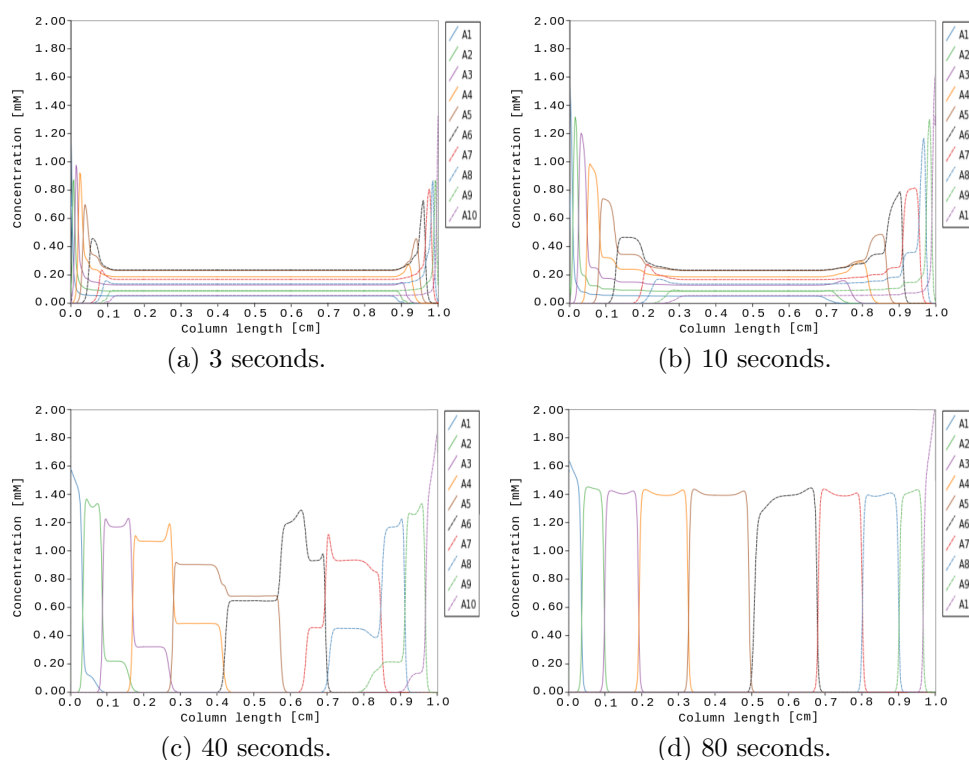 2.00
1.80
1.60
1.40
1.20
1.00
0.80
0.60
0.40
0.20
0.00
Concentration [mM]
0.0 0.1 0.2 0.3 0.4 0.5 0.6 0.7 0.8 0.9 1.0
Column length [cm]
A1
A2
A3
A4
A5
A6
A7
A8
A9
A10
(a) 3 seconds.
2.00
1.80
1.60
1.40
1.20
1.00
0.80
0.60
0.40
0.20
0.00
Concentration [mM]
0.0 0.1 0.2 0.3 0.4 0.5 0.6 0.7 0.8 0.9 1.0
Column length [cm]
A1
A2
A3
A4
A5
A6
A7
A8
A9
A1
(b) 10 seconds.
2.00
1.80
1.60
1.40
1.20
1.00
0.80
0.60
0.40
0.20
0.00
Concentration [mM]
0.0 0.1 0.2 0.3 0.4 0.5 0.6 0.7 0.8 0.9 1.0
Column length [cm]
A1
A2
A3
A4
A5
A6
A7
A8
A9
A10
(c) 40 seconds.
2.00
1.80
1.60
1.40
1.20
1.00
0.80
0.60
0.40
0.20
0.00
Concentration [mM]
0.0 0.1 0.2 0.3 0.4 0.5 0.6 0.7 0.8 0.9 1.0
Column length [cm]
A1
A2
A3
A4
A5
A6
A7
A8
A9
A1
(d) 80 seconds.